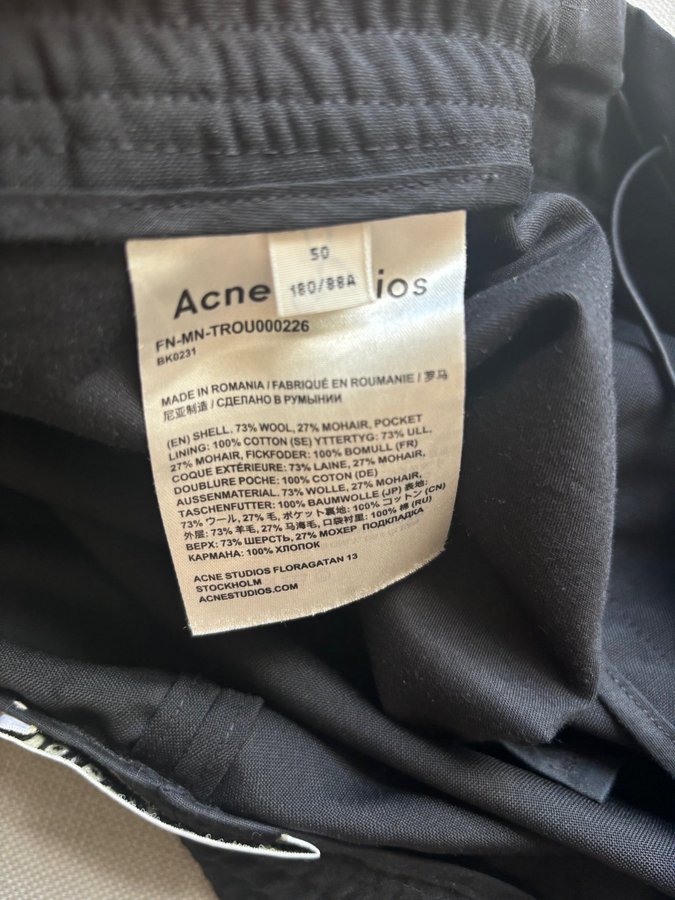 50
180/88A
Acne ios
FN-MN-TROU000226
BK0231
MADE IN ROMANIA / FABRIQUÉ EN ROUMANIE / 罗马
尼亚制造 / СДЕЛАНО В РУМЫНИИ
(EN) SHELL. 73% WOOL, 27% MOHAIR, POCKET
LINING: 100% COTTON (SE) YTTERTYG: 73% ULL,
27% MOHAIR, FICKFODER: 100% BOMULL (FR)
COQUE EXTÉRIEURE: 73% LAINE, 27% MOHAIR,
DOUBLURE POCHE: 100% COTON (DE)
AUSSENMATERIAL. 73% WOLLE, 27% MOHAIR,
TASCHENFUTTER: 100% BAUMWOLLE (JP) 表地:
73% ウール, 27% 毛, ポケット裏地: 100% コットン (CN)
外层: 73% 羊毛, 27% 马海毛, 口袋衬里: 100% 棉 (RU)
ВЕРХ: 73% ШЕРСТЬ, 27% МОХЕР ПОДКЛАДКА
КАРМАНА: 100% ХЛОПОК
ACNE STUDIOS FLORAGATAN 13
STOCKHOLM
ACNESTUDIOS.COM